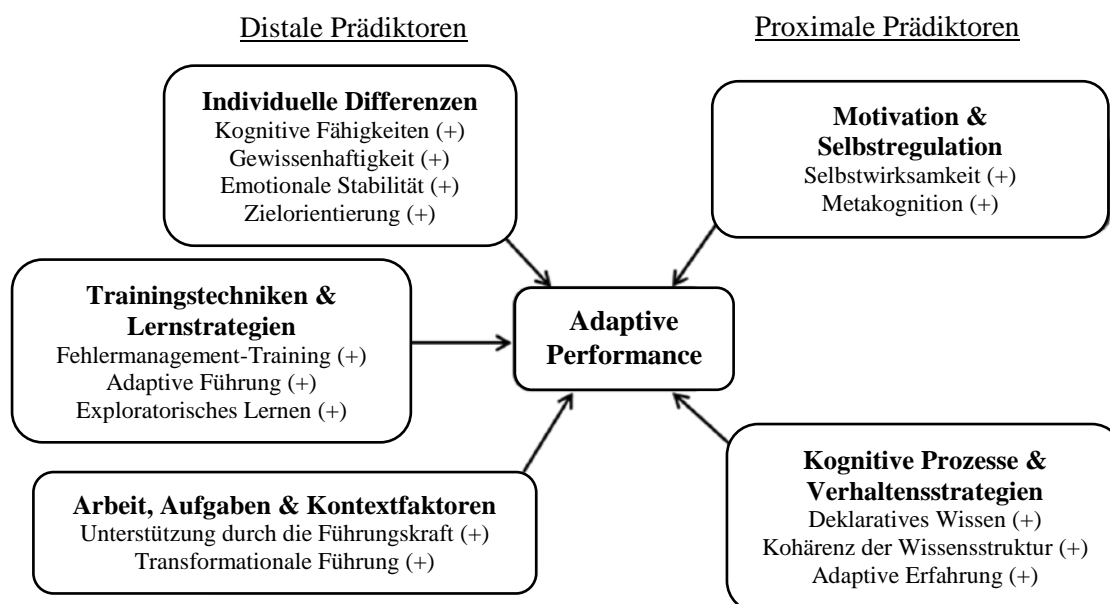 Distale Prädiktoren
Proximale Prädiktoren
Individuelle Differenzen
Kognitive Fähigkeiten (+)
Gewissenhaftigkeit (+)
Emotionale Stabilität (+)
Zielorientierung (+)
Motivation &
Selbstregulation
Selbstwirksamkeit (+)
Metakognition (+)
Trainingstechniken &
Lernstrategien
Fehlermanagement-Training (+)
Adaptive Führung (+)
Exploratorisches Lernen (+)
Adaptive
Performance
Arbeit, Aufgaben & Kontextfaktoren
Unterstützung durch die Führungskraft (+)
Transformationale Führung (+)
Kognitive Prozesse &
Verhaltensstrategien
Deklaratives Wissen (+)
Kohärenz der Wissensstruktur (+)
Adaptive Erfahrung (+)